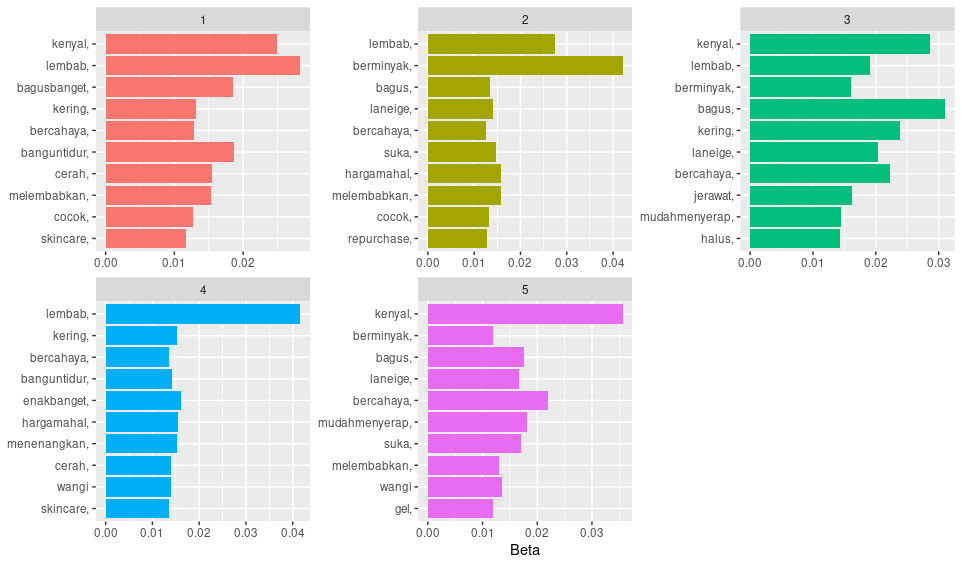 1
kenyal,
lembab,
bagusbanget,
kering,
bercahaya,
banguntidur,
cerah,
melembabkan,
cocok,
skincare,
0.00 0.01 0.02
2
lembab,
berminyak,
bagus,
laneige,
bercahaya,
suka,
hargamahal,
melembabkan,
cocok,
repurchase,
0.00 0.01 0.02 0.03 0.04
3
kenyal,
lembab,
berminyak,
bagus,
kering,
laneige,
bercahaya,
jerawat,
mudahmenyerap,
halus,
0.00 0.01 0.02 0.03
4
lembab,
kering,
bercahaya,
banguntidur,
enakbanget,
hargamahal,
menenangkan,
cerah,
wangi
skincare,
0.00 0.01 0.02 0.03 0.04
5
kenyal,
berminyak,
bagus,
laneige,
bercahaya,
mudahmenyerap,
suka,
melembabkan,
wangi
gel,
0.00 0.01 0.02 0.03
Beta